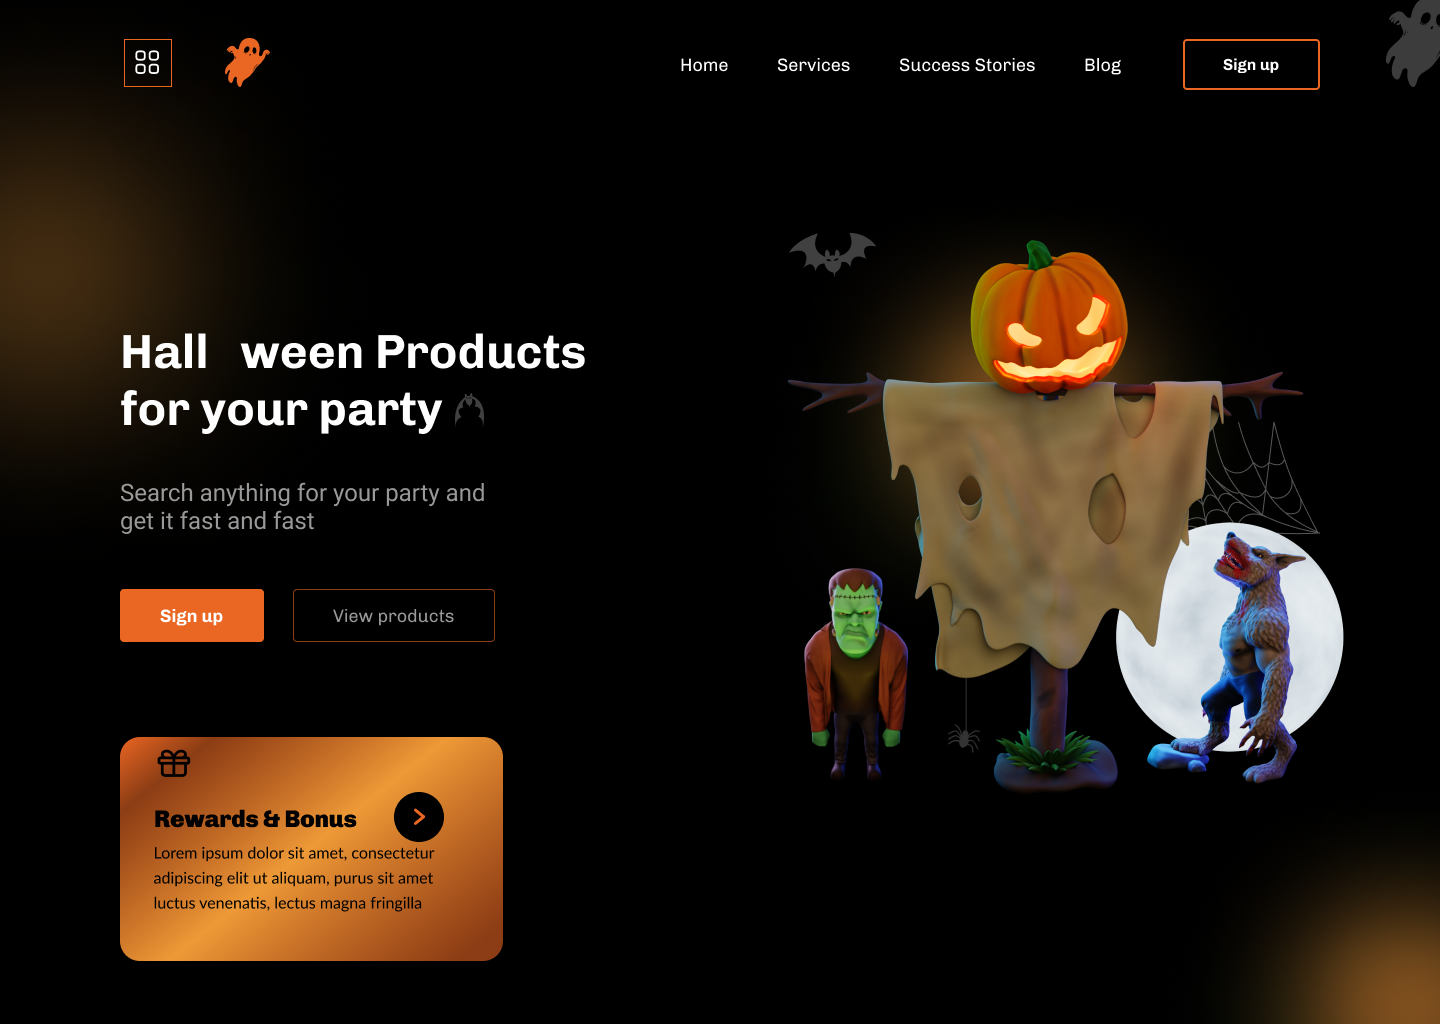 Home Services Success Stories Blog Sign up
Hall ween Products
for your party
Search anything for your party and
get it fast and fast
Sign up View products
Rewards & Bonus
Lorem ipsum dolor sit amet, consectetur
adipiscing elit ut aliquam, purus sit amet
luctus venenatis, lectus magna fringilla